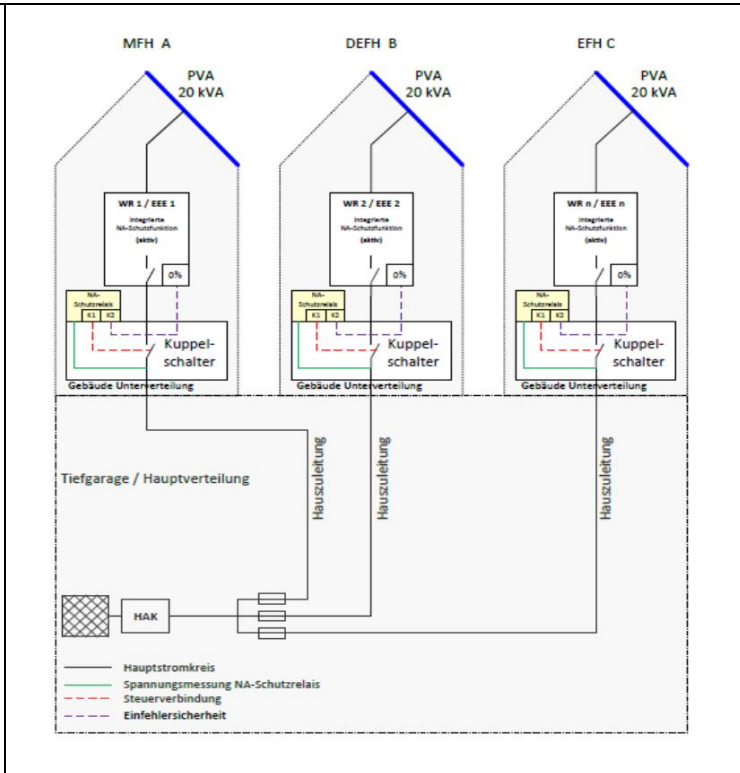 MFH A
DEFH B
EFH C
PVA
20 kVA
PVA
20 kVA
PVA
20 kVA
WR 1 / EEE 1
Integrierte
NA-Schutzfunktion
(aktiv)
0%
WR 2 / EEE 2
Integrierte
NA-Schutzfunktion
(aktiv)
0%
WR n / EEE n
Integrierte
NA-Schutzfunktion
(aktiv)
0%
NA-
Schutzrelais
K1 K2
NA-
Schutzrelais
K1 K2
NA-
Schutzrelais
K1 K2
Kuppel-
schalter
Kuppel-
schalter
Kuppel-
schalter
Gebäude Unterverteilung
Gebäude Unterverteilung
Gebäude Unterverteilung
Tiefgarage / Hauptverteilung
Hauszuleitung
Hauszuleitung
Hauszuleitung
HAK
Hauptstromkreis
Spannungsmessung NA-Schutzrelais
Steuerverbindung
Einfehlersicherheit